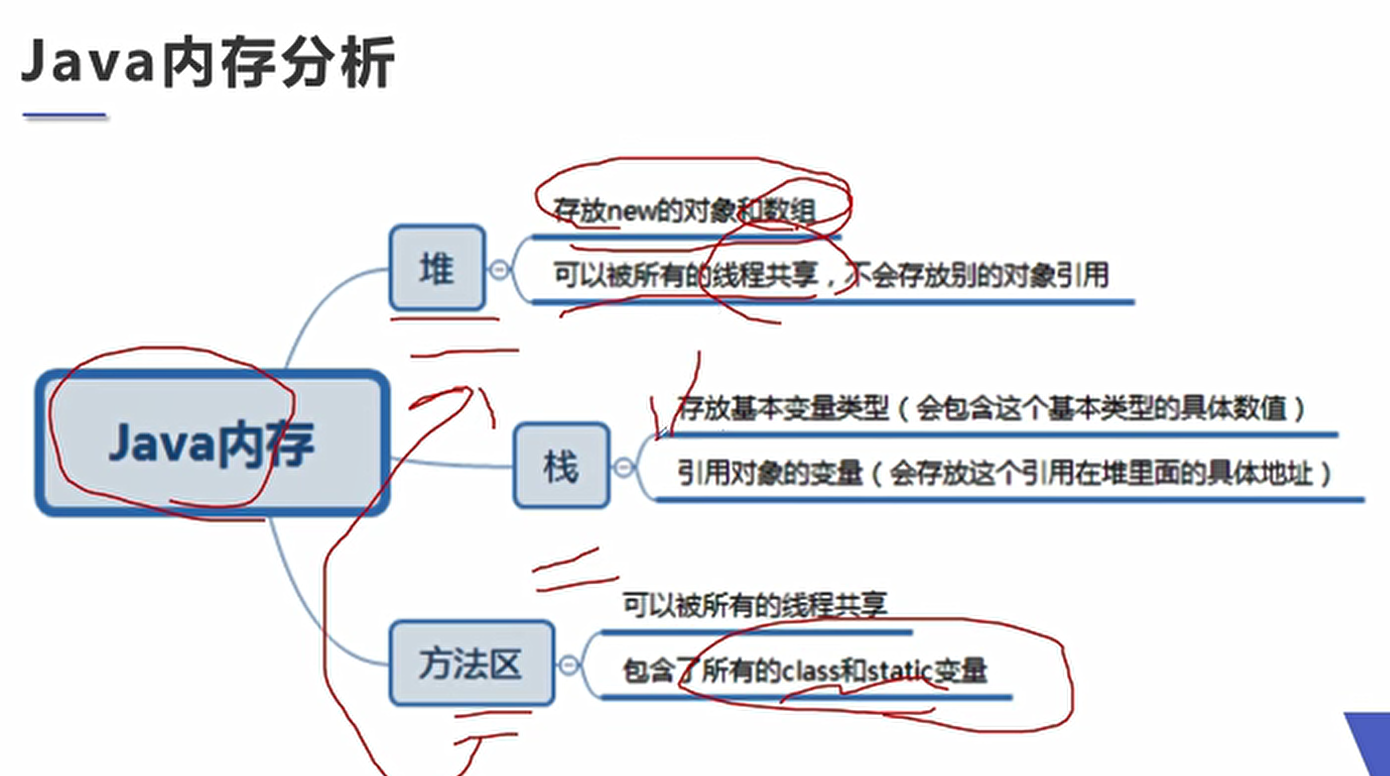 Java内存分析
存放new的对象和数组
堆
可以被所有的线程共享，不会存放别的对象引用
存放基本变量类型（会包含这个基本类型的具体数值）
Java内存
栈
引用对象的变量（会存放这个引用在堆里面的具体地址）
可以被所有的线程共享
方法区
包含了所有的class和static变量